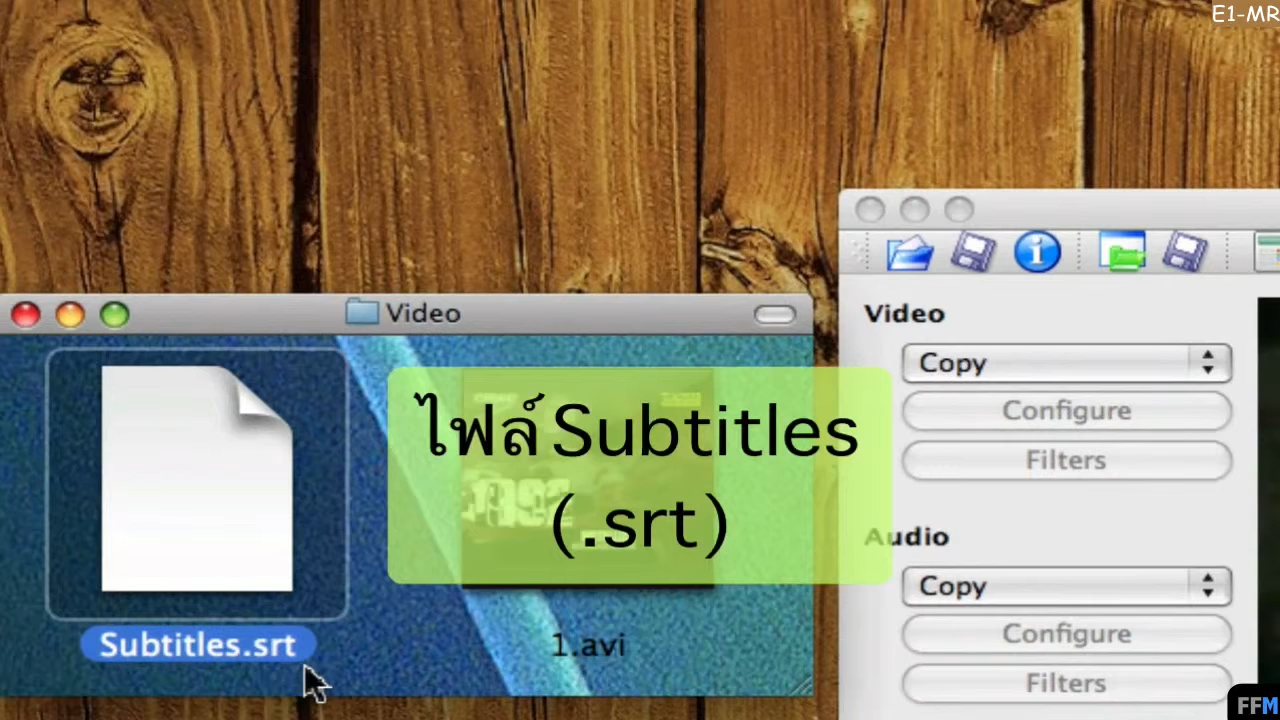 E1-MR
Video
ไฟล์ Subtitles
(.srt)
Subtitles.srt
1.avi
Video
Copy
Configure
Filters
Audio
Copy
Configure
Filters
FFM